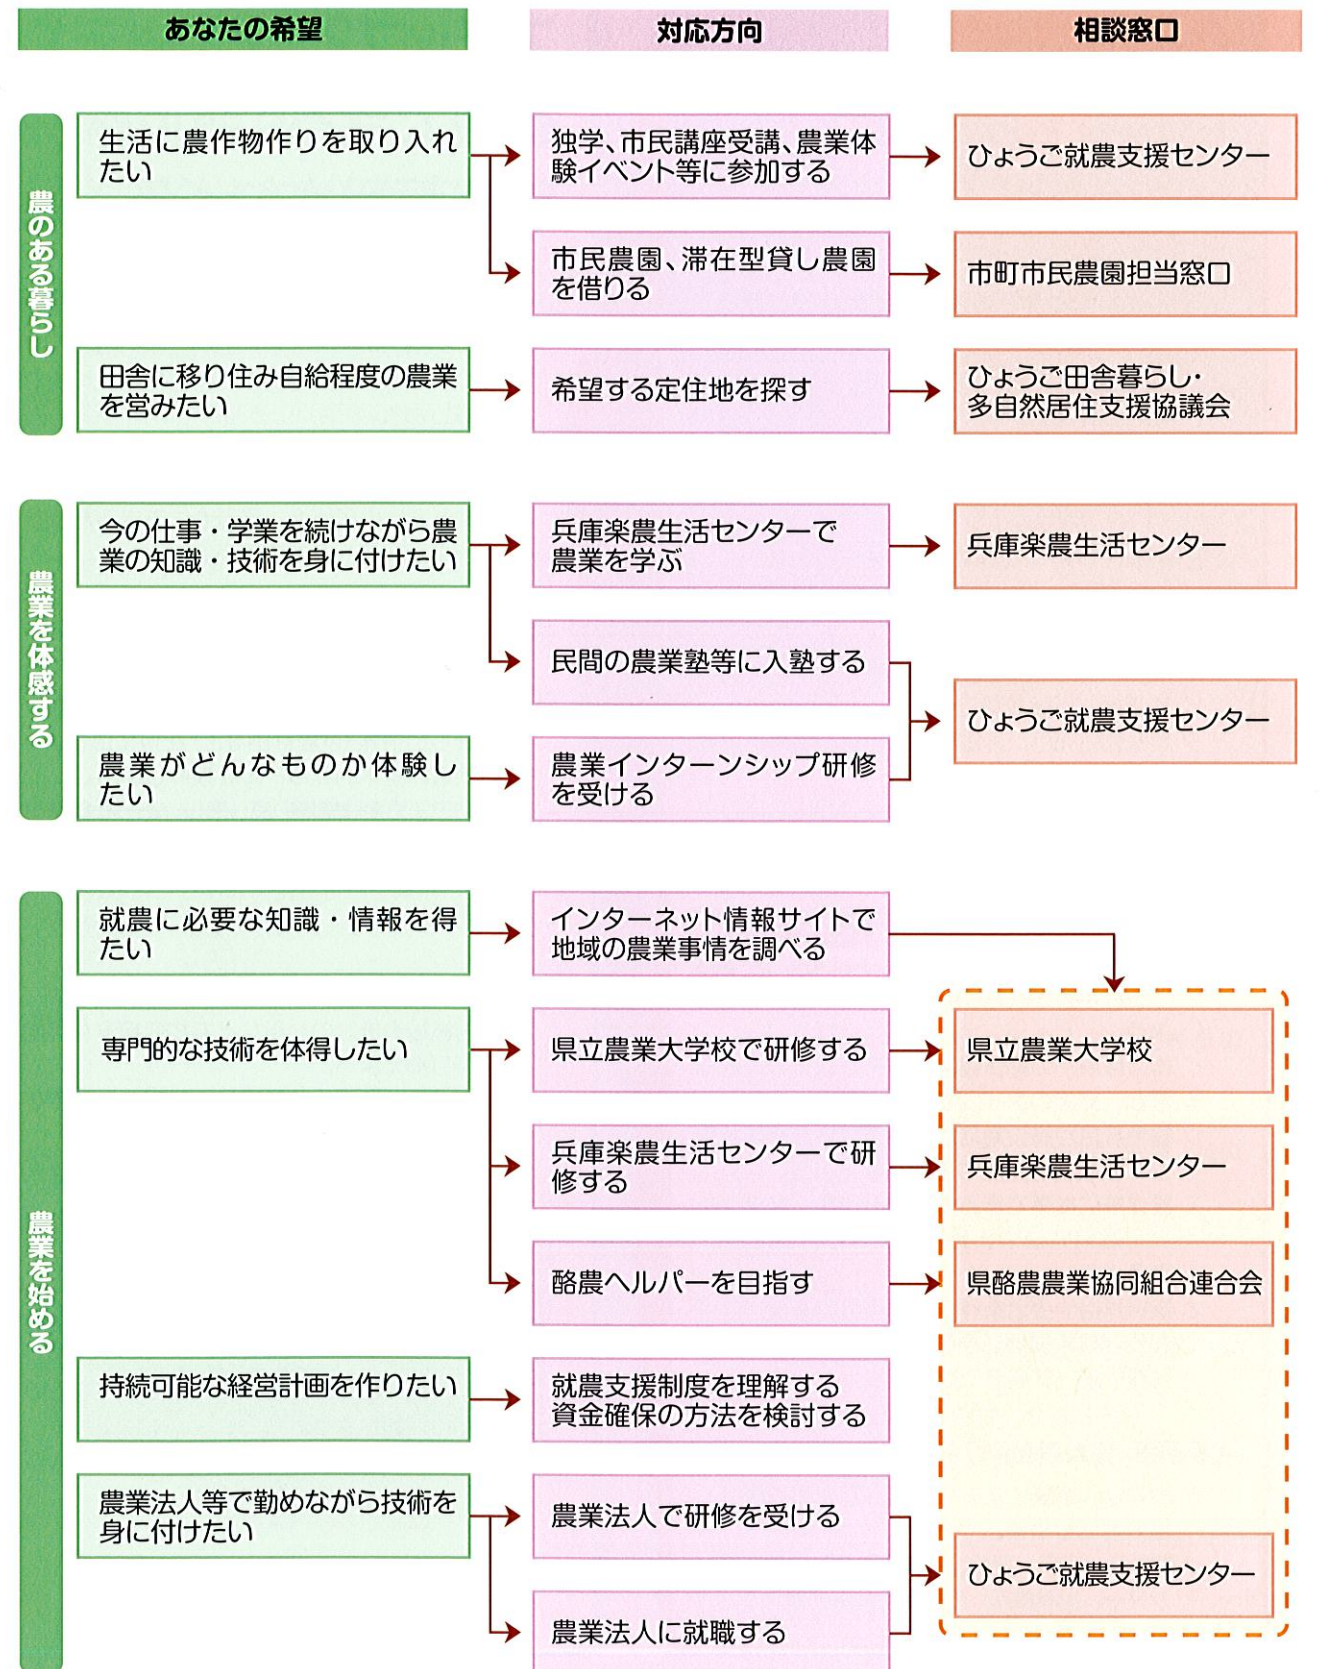 あなたの希望
対応方向
相談窓口
農のある暮らし
生活に農作物作りを取り入れ
たい
独学、市民講座受講、農業体
験イベント等に参加する
ひょうご就農支援センター
市民農園、滞在型貸し農園
を借りる
市町市民農園担当窓口
田舎に移り住み自給程度の農業
を営みたい
希望する定住地を探す
ひょうご田舎暮らし・
多自然居住支援協議会
農業を体感する
今の仕事・学業を続けながら農
業の知識・技術を身に付けたい
兵庫楽農生活センターで
農業を学ぶ
兵庫楽農生活センター
民間の農業塾等に入塾する
ひょうご就農支援センター
農業がどんなものか体験し
たい
農業インターンシップ研修
を受ける
農業を始める
就農に必要な知識・情報を得
たい
インターネット情報サイトで
地域の農業事情を調べる
専門的な技術を体得したい
県立農業大学校で研修する
県立農業大学校
兵庫楽農生活センターで研
修する
兵庫楽農生活センター
酪農ヘルパーを目指す
県酪農農業協同組合連合会
持続可能な経営計画を作りたい
就農支援制度を理解する
資金確保の方法を検討する
農業法人等で勤めながら技術を
身に付けたい
農業法人で研修を受ける
ひょうご就農支援センター
農業法人に就職する